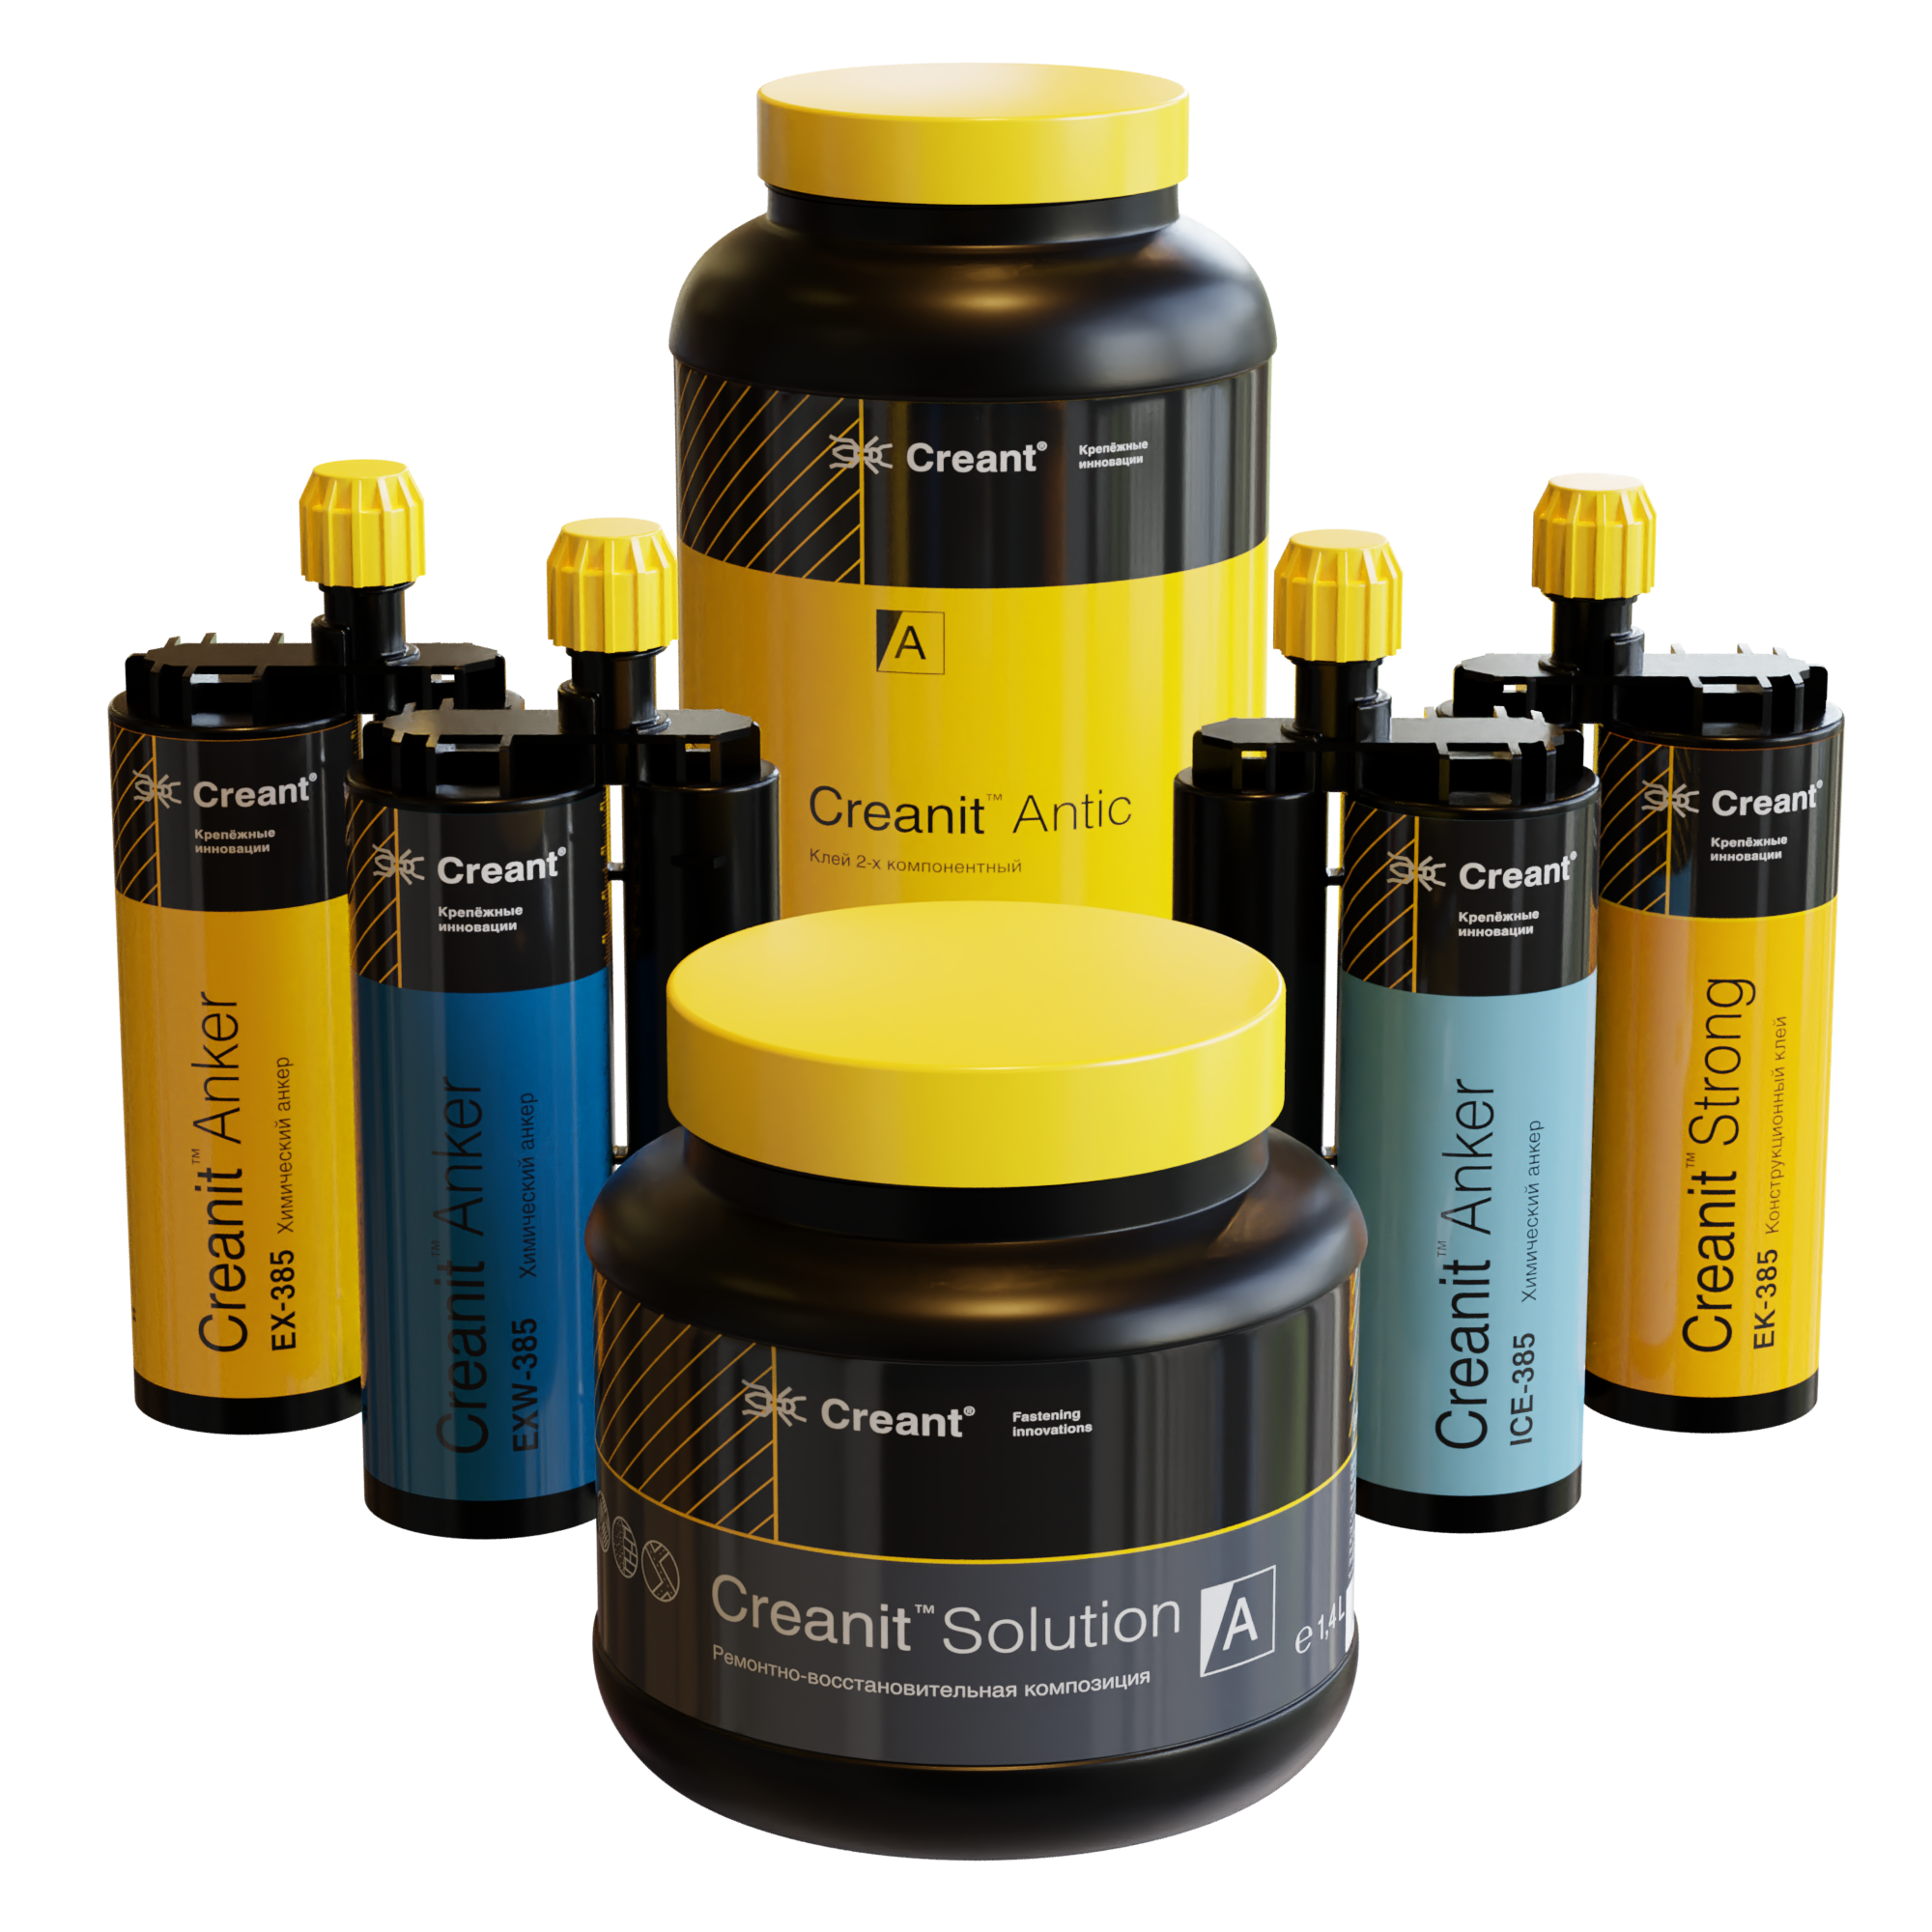 Creant®
Крепёжные
инновации
A
Creanit™ Antic
Клей 2-х компонентный
Creant®
Крепёжные
инновации
Creanit™ Anker
EX-385 Химический анкер
Creant®
Крепёжные
инновации
Creanit™ Anker
EXW-385 Химический анкер
Creant®
Крепёжные
инновации
Creanit™ Anker
ICE-385 Химический анкер
Creant®
Крепёжные
инновации
Creanit™ Strong
EK-385 Конструкционный клей
Creant®
Fastening
innovations
Creanit™ Solution A e 1,4 L
Ремонтно-восстановительная композиция